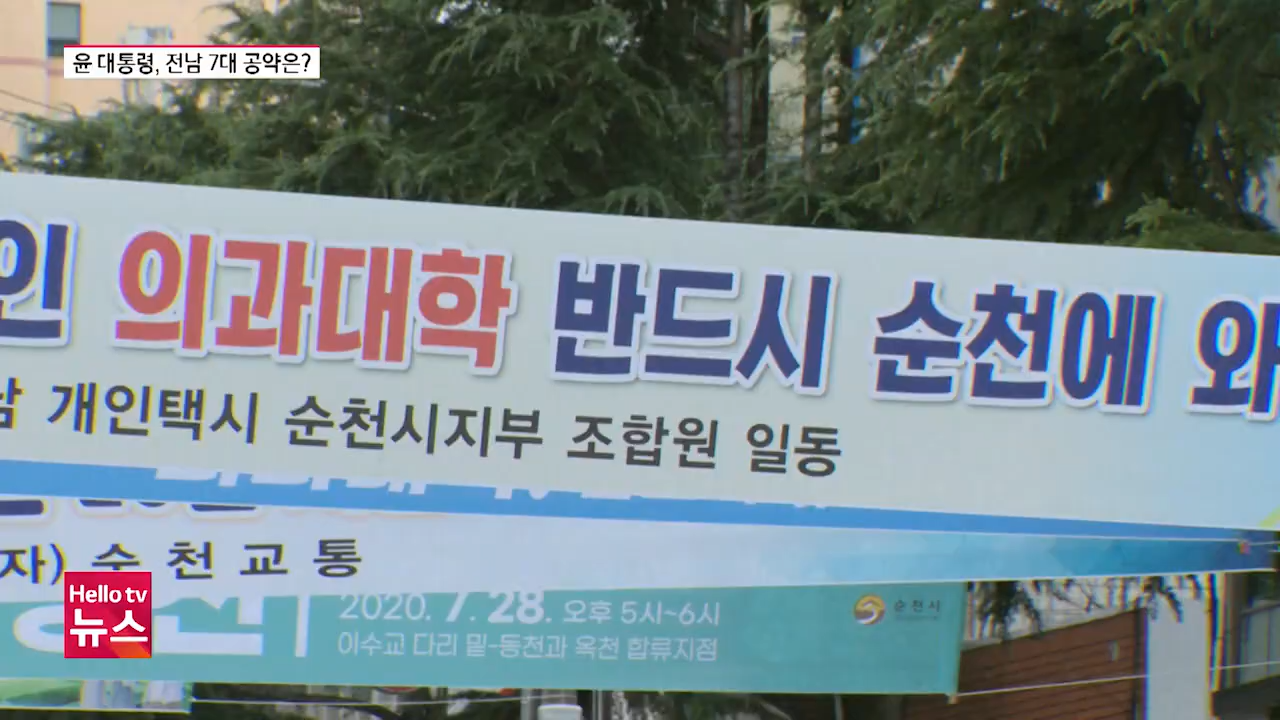 윤 대통령, 전남 7대 공약은?
인 의과대학 반드시 순천에 와
남 개인택시 순천시지부 조합원 일동
자) 순천교통
2020. 7. 28. 오후 5시~6시
이수교 다리 밑-동천과 옥천 합류지점
순천시
Hello tv
뉴스